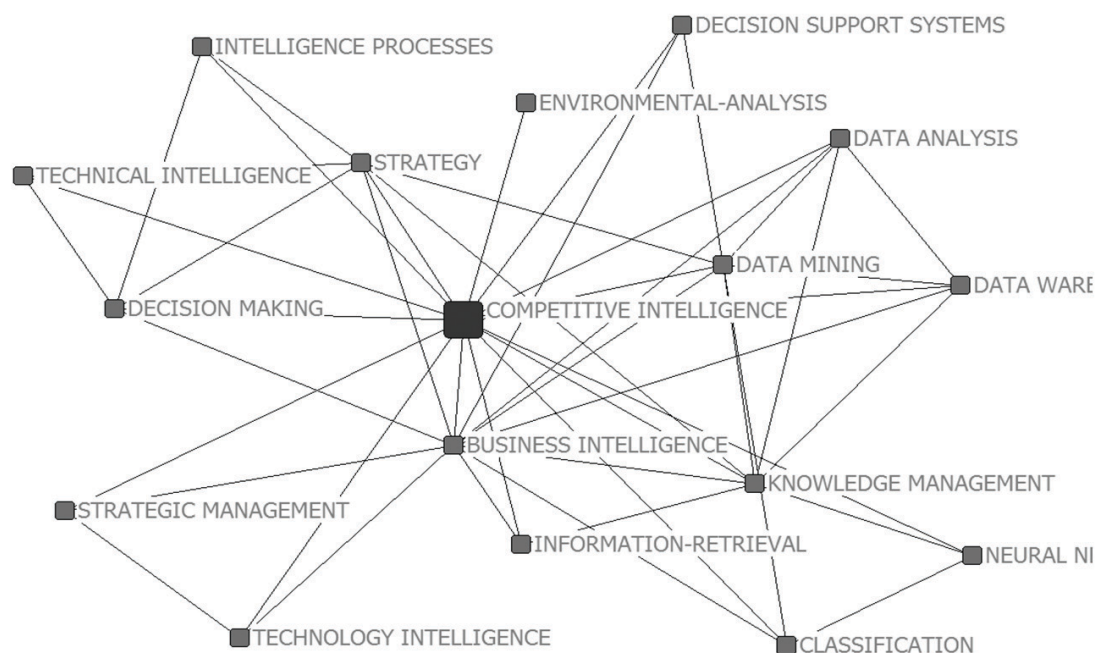 DECISION SUPPORT SYSTEMS
INTELLIGENCE PROCESSES
ENVIRONMENTAL-ANALYSIS
DATA ANALYSIS
STRATEGY
TECHNICAL INTELLIGENCE
DATA MINING
DATA WARE
DECISION MAKING
COMPETITIVE INTELLIGENCE
BUSINESS INTELLIGENCE
KNOWLEDGE MANAGEMENT
STRATEGIC MANAGEMENT
INFORMATION-RETRIEVAL
NEURAL
TECHNOLOGY INTELLIGENCE
CLASSIFICATION